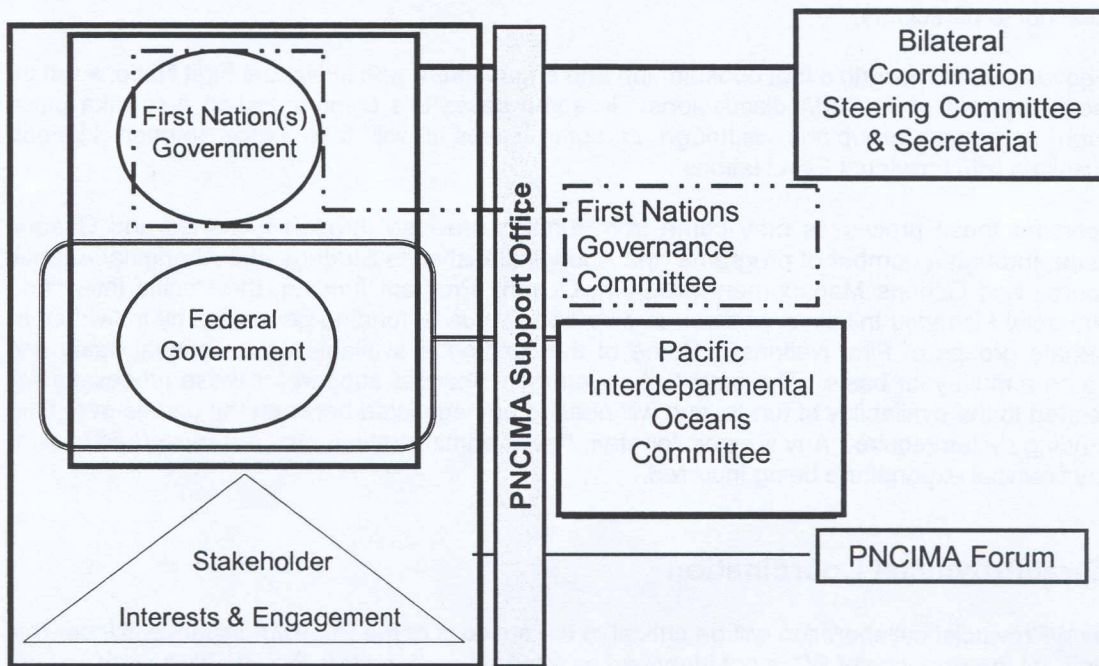 First Nation(s)
Government
Federal
Government
Stakeholder
Interests & Engagement
PNCIMA Support Office
Bilateral
Coordination
Steering Committee
& Secretariat
First Nations
Governance
Committee
Pacific
Interdepartmental
Oceans
Committee
PNCIMA Forum